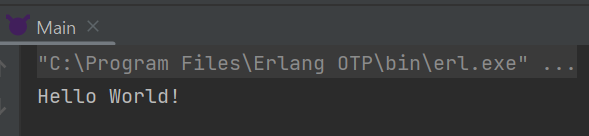 Main
"C:\Program Files\Erlang OTP\bin\erl.exe" ...
Hello World!